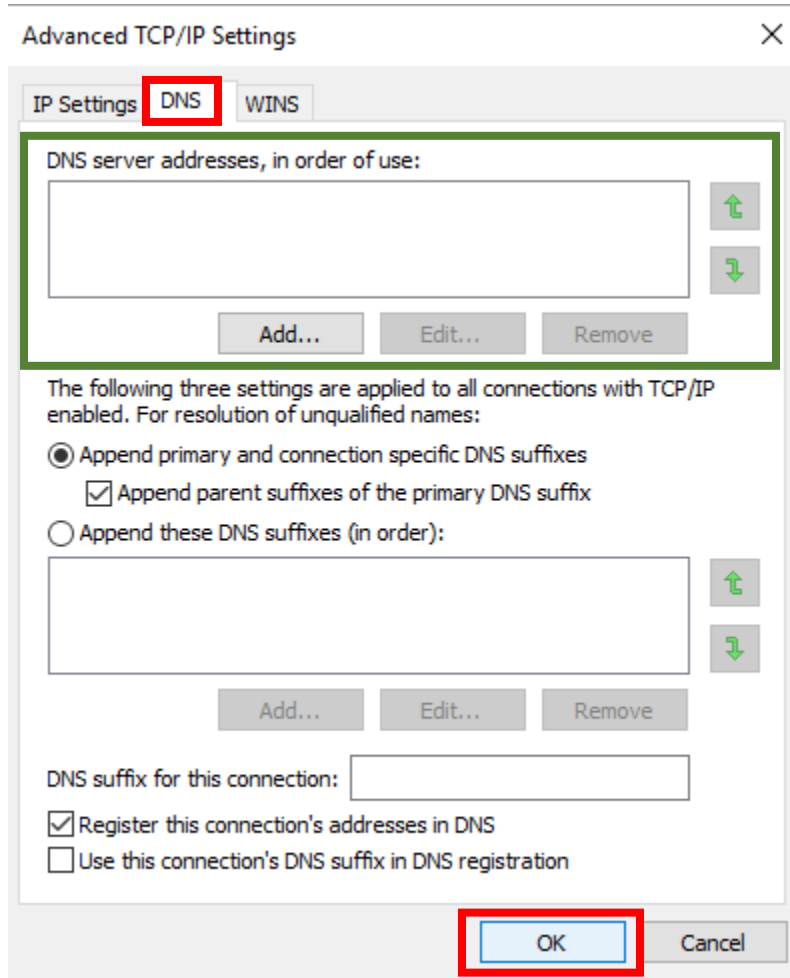 Advanced TCP/IP Settings
IP Settings DNS WINS
DNS server addresses, in order of use:
Add... Edit... Remove
The following three settings are applied to all connections with TCP/IP
enabled. For resolution of unqualified names:
Append primary and connection specific DNS suffixes
Append parent suffixes of the primary DNS suffix
Append these DNS suffixes (in order):
Add... Edit... Remove
DNS suffix for this connection:
Register this connection's addresses in DNS
Use this connection's DNS suffix in DNS registration
OK Cancel